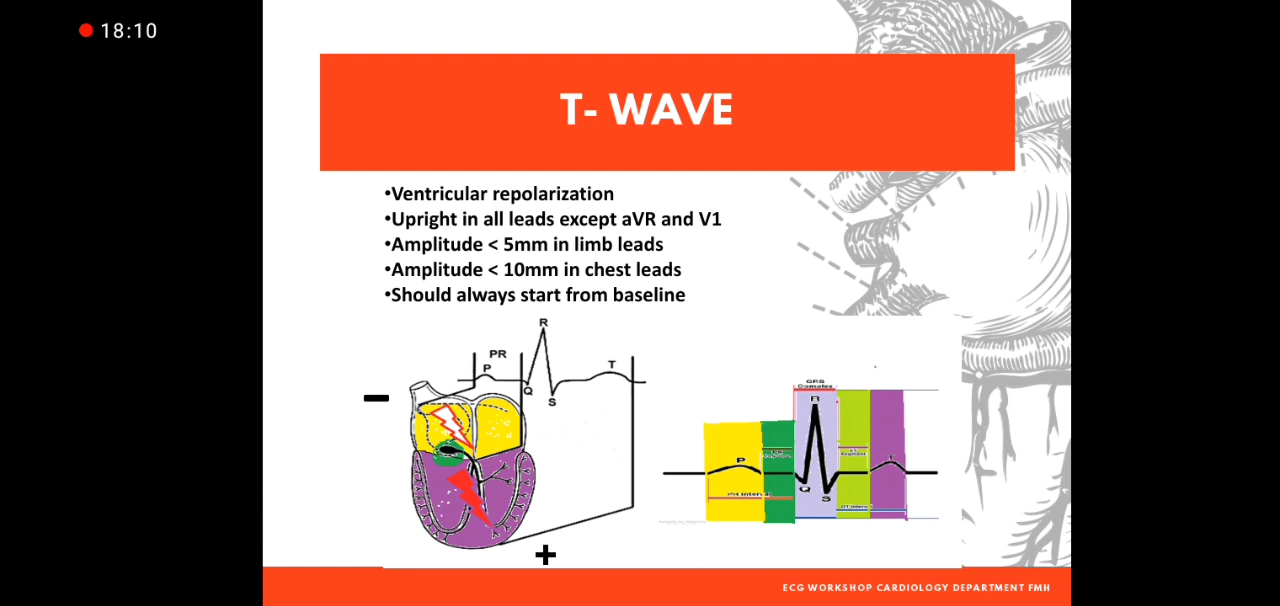 18:10
T- WAVE
•Ventricular repolarization
•Upright in all leads except aVR and V1
•Amplitude < 5mm in limb leads
•Amplitude < 10mm in chest leads
•Should always start from baseline
R
PR
P
T
Q
S
−
+
QRS
Complex
R
P
Q
S
ECG WORKSHOP CARDIOLOGY DEPARTMENT FMH